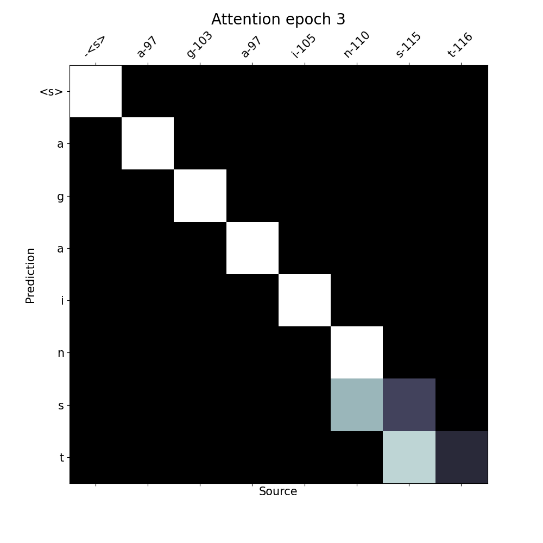 Attention epoch 3
-<s> a-97 g-103 a-97 i-105 n-110 s-115 t-116
<s>
a
g
a
i
n
s
t
Prediction
Source